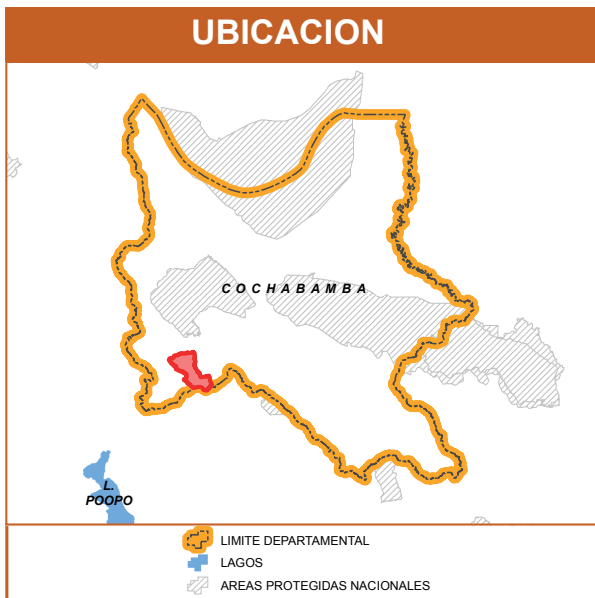 UBICACION
COCHABAMBA
L.
POOPO
LIMITE DEPARTAMENTAL
LAGOS
AREAS PROTEGIDAS NACIONALES